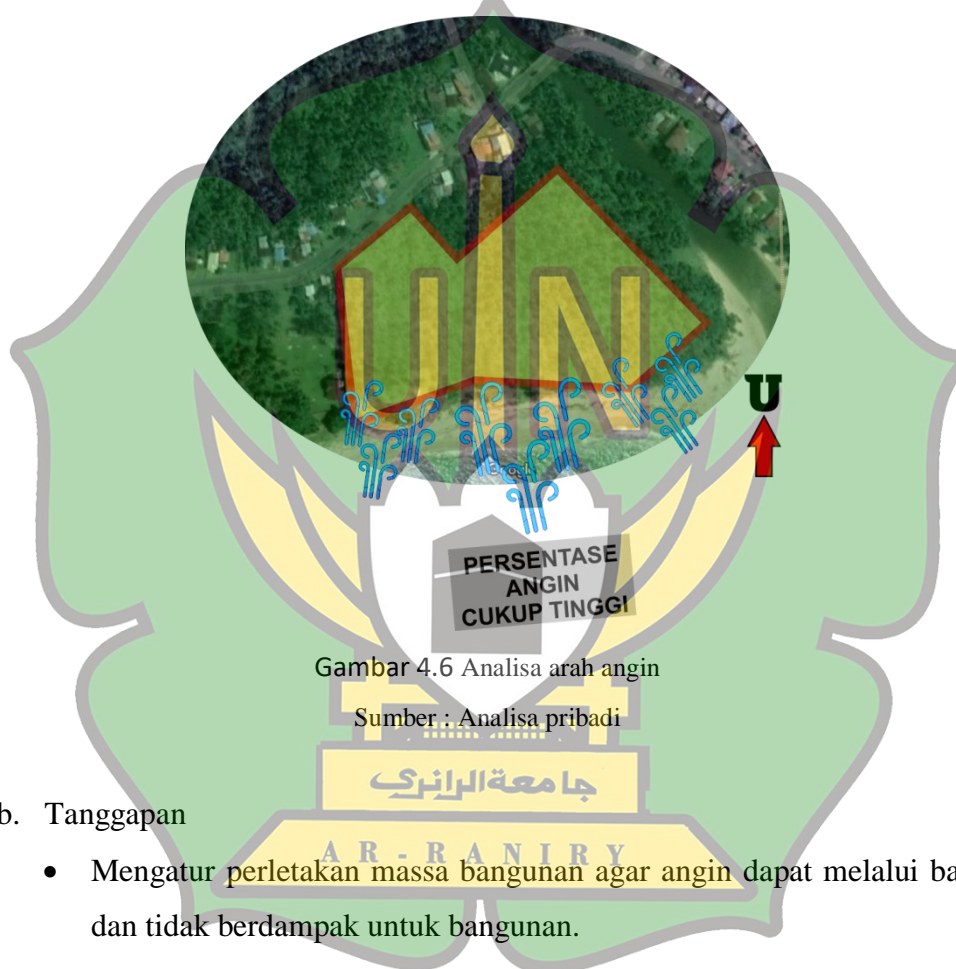 UIN
U
PERSENTASE
ANGIN
CUKUP TINGGI
Gambar 4.6 Analisa arah angin
Sumber : Analisa pribadi
جامعة الرانري
b. Tanggapan
AR-RANIRY
• Mengatur perletakan massa bangunan agar angin dapat melalui
dan tidak berdampak untuk bangunan.